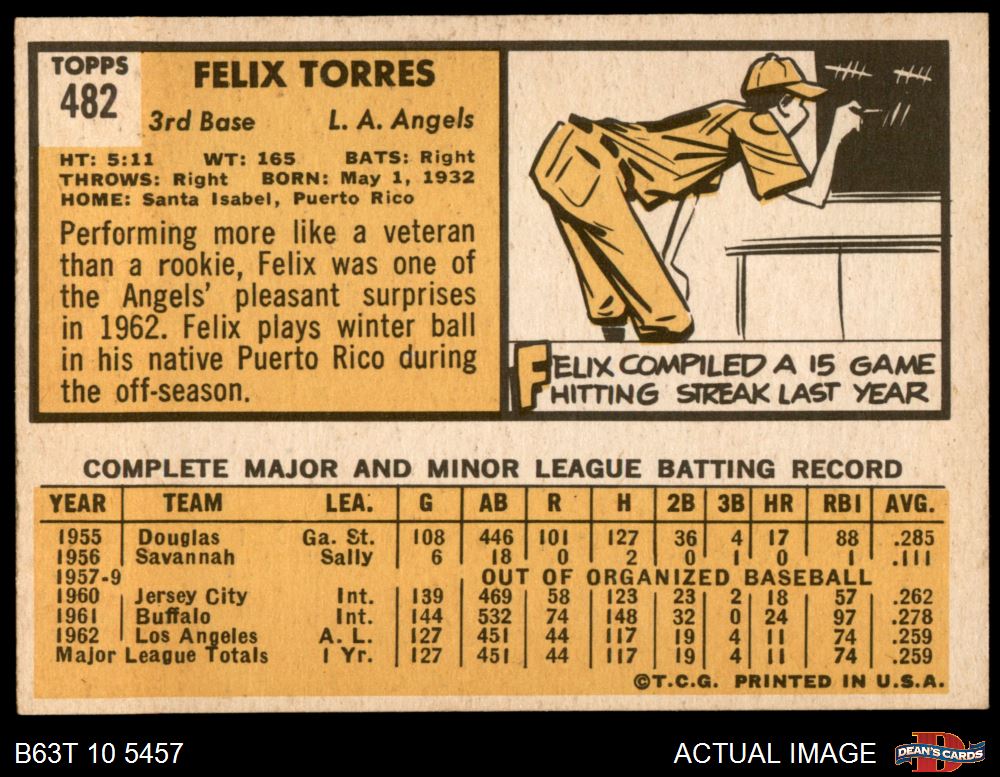 TOPPS
482
FELIX TORRES
3rd Base L. A. Angels
HT: 5:11 WT: 165 BATS: Right
THROWS: Right BORN: May 1, 1932
HOME: Santa Isabel, Puerto Rico
Performing more like a veteran
than a rookie, Felix was one of
the Angels' pleasant surprises
in 1962. Felix plays winter ball
in his native Puerto Rico during
the off-season.
FELIX COMPILED A 15 GAME
HITTING STREAK LAST YEAR
COMPLETE MAJOR AND MINOR LEAGUE BATTING RECORD
YEAR TEAM LEA. G AB R H 2B 3B HR RBI AVG.
1955 Douglas Ga. St. 108 446 101 127 36 4 17 88 .285
1956 Savannah Sally 6 18 0 2 0 1 0 1 .111
1957-9 OUT OF ORGANIZED BASEBALL
1960 Jersey City Int. 139 469 58 123 23 2 18 57 .262
1961 Buffalo Int. 144 532 74 148 32 0 24 97 .278
1962 Los Angeles A. L. 127 451 44 117 19 4 11 74 .259
Major League Totals 1 Yr. 127 451 44 117 19 4 11 74 .259
©T.C.G. PRINTED IN U.S.A.
B63T 10 5457 ACTUAL IMAGE DEAN'S CARDS